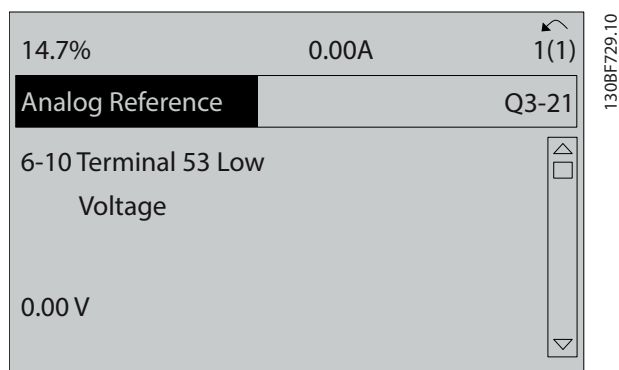 14.7% 0.00A 1(1)
Analog Reference Q3-21
6-10 Terminal 53 Low
Voltage
0.00 V
130BF729.10